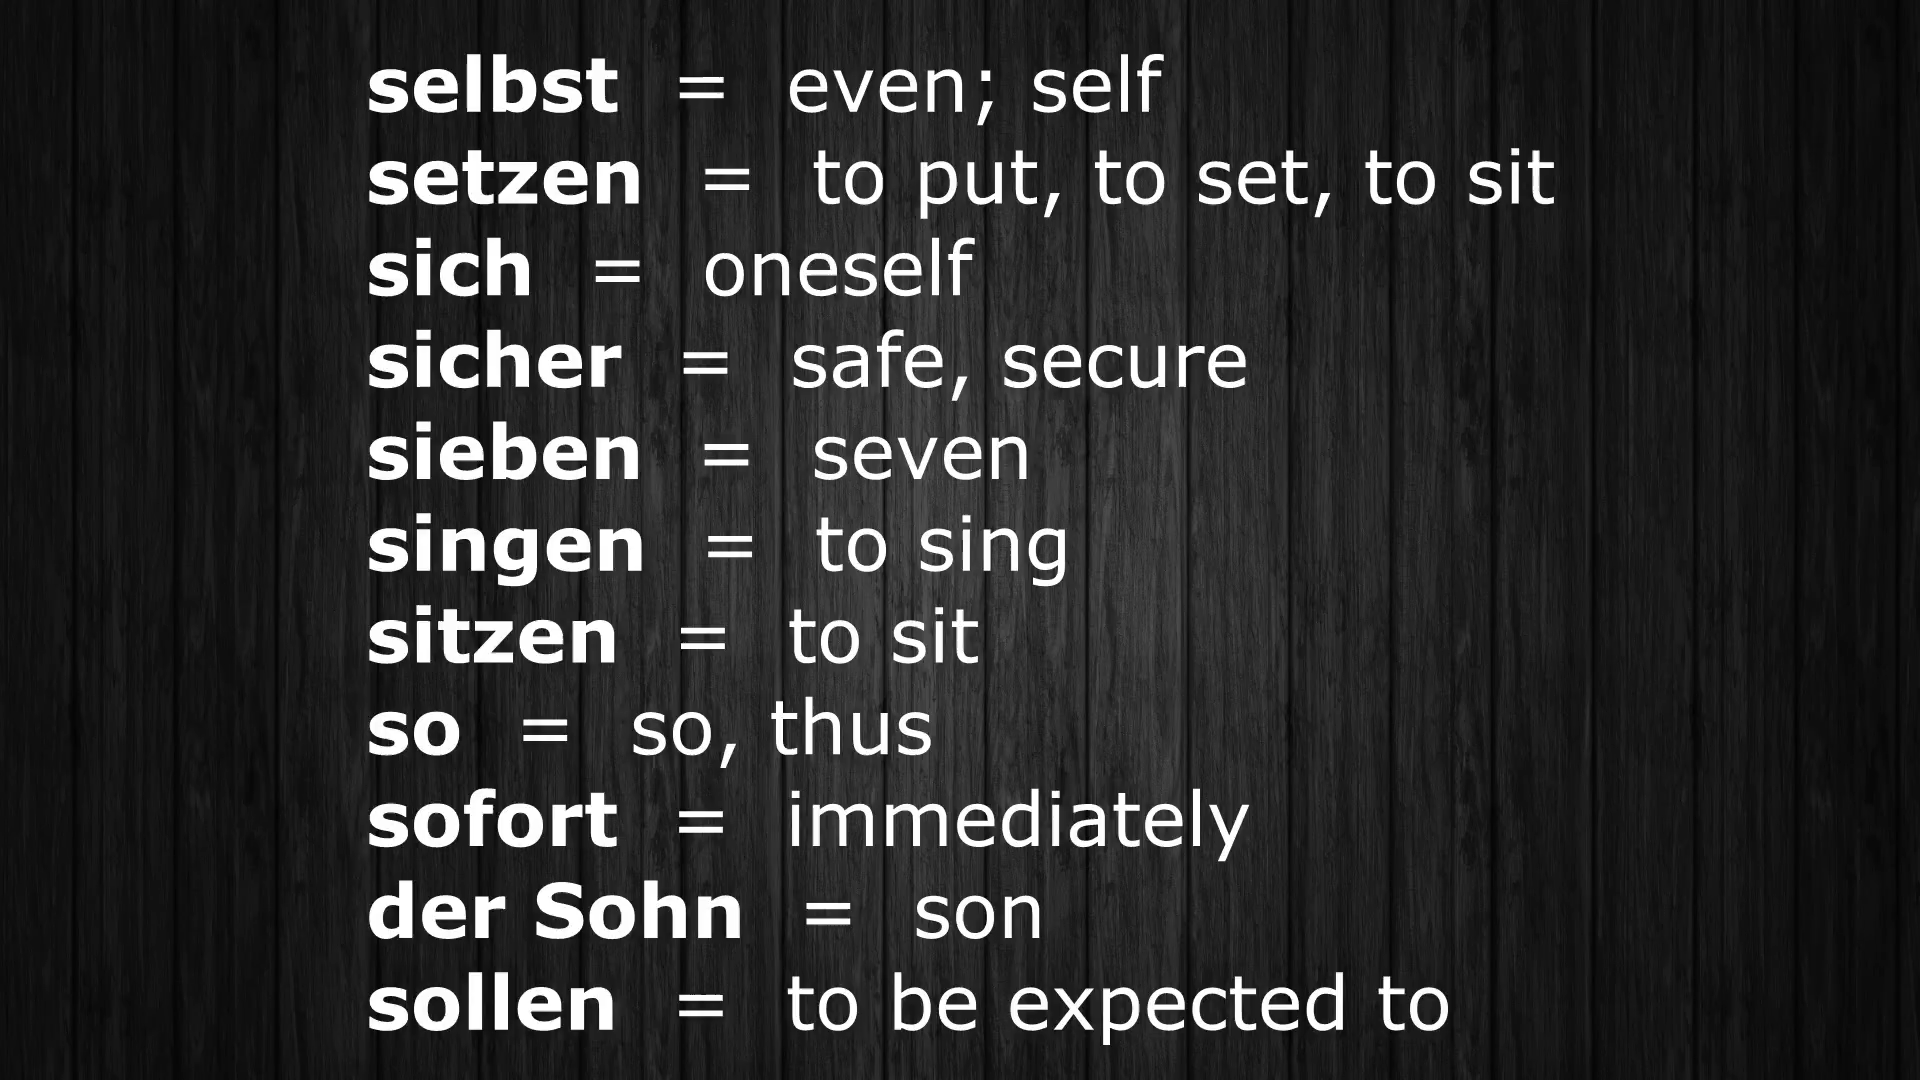 selbst = even; self
setzen = to put, to set, to sit
sich = oneself
sicher = safe, secure
sieben = seven
singen = to sing
sitzen = to sit
so = so, thus
sofort = immediately
der Sohn = son
sollen = to be expected to